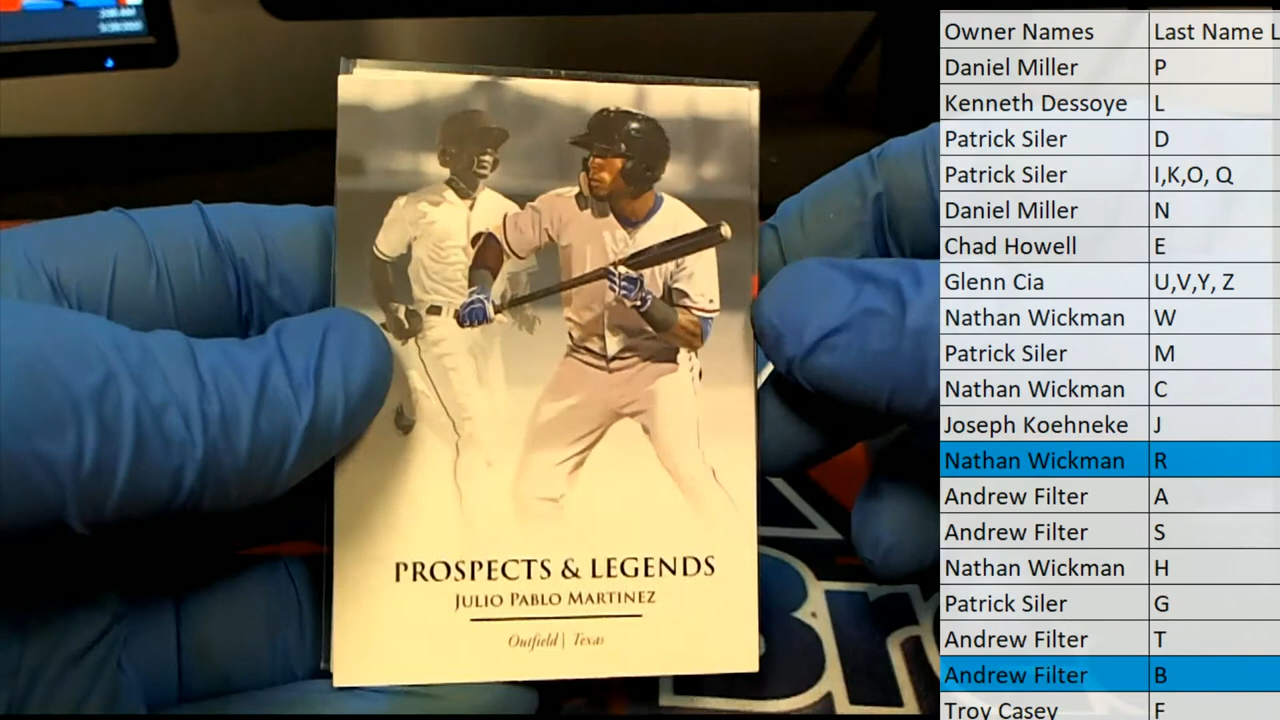 Owner Names Last Name L
Daniel Miller P
Kenneth Dessoye L
Patrick Siler D
Patrick Siler I,K,O, Q
Daniel Miller N
Chad Howell E
Glenn Cia U,V,Y, Z
Nathan Wickman W
Patrick Siler M
Nathan Wickman C
Joseph Koehneke J
Nathan Wickman R
Andrew Filter A
Andrew Filter S
Nathan Wickman H
Patrick Siler G
Andrew Filter T
Andrew Filter B
Troy Casey F
PROSPECTS & LEGENDS
JULIO PABLO MARTINEZ
Outfield | Texas
Br